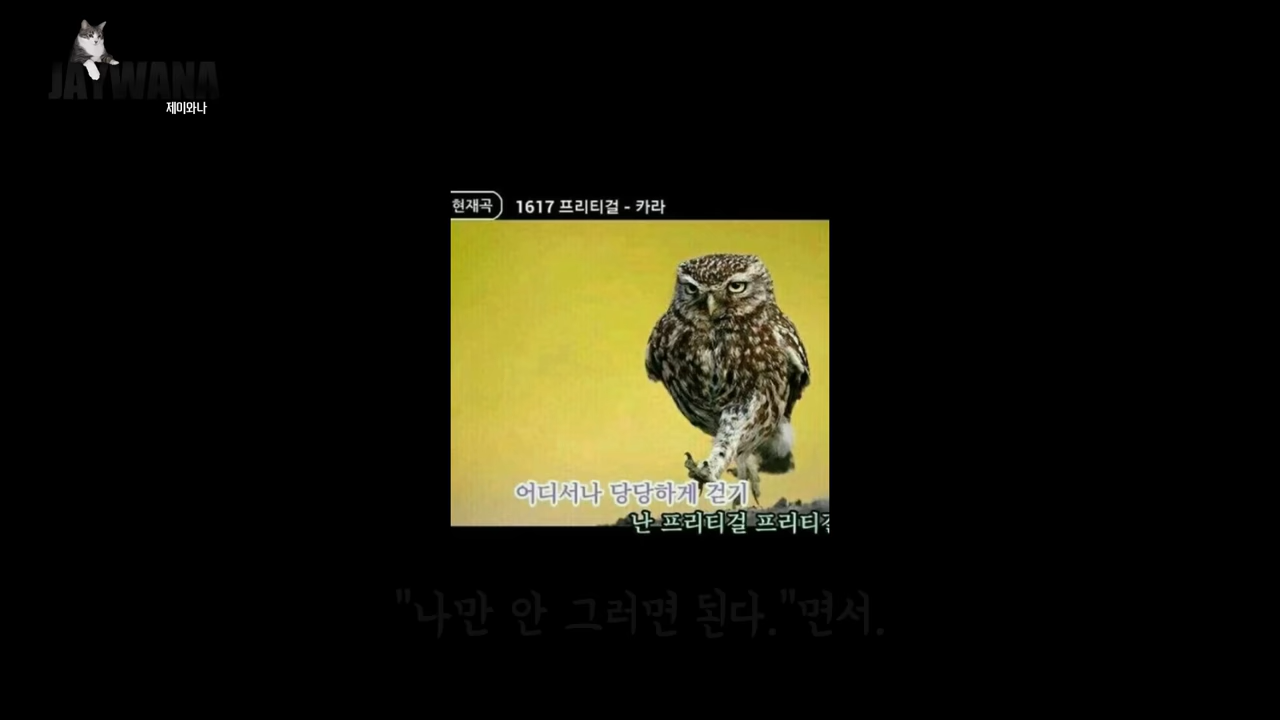 JAYWANA
제이와나
현재곡 1617 프리티걸 - 카라
어디서나 당당하게 걷기
난 프리티걸 프리티걸
"나만 안 그러면 된다."면서.